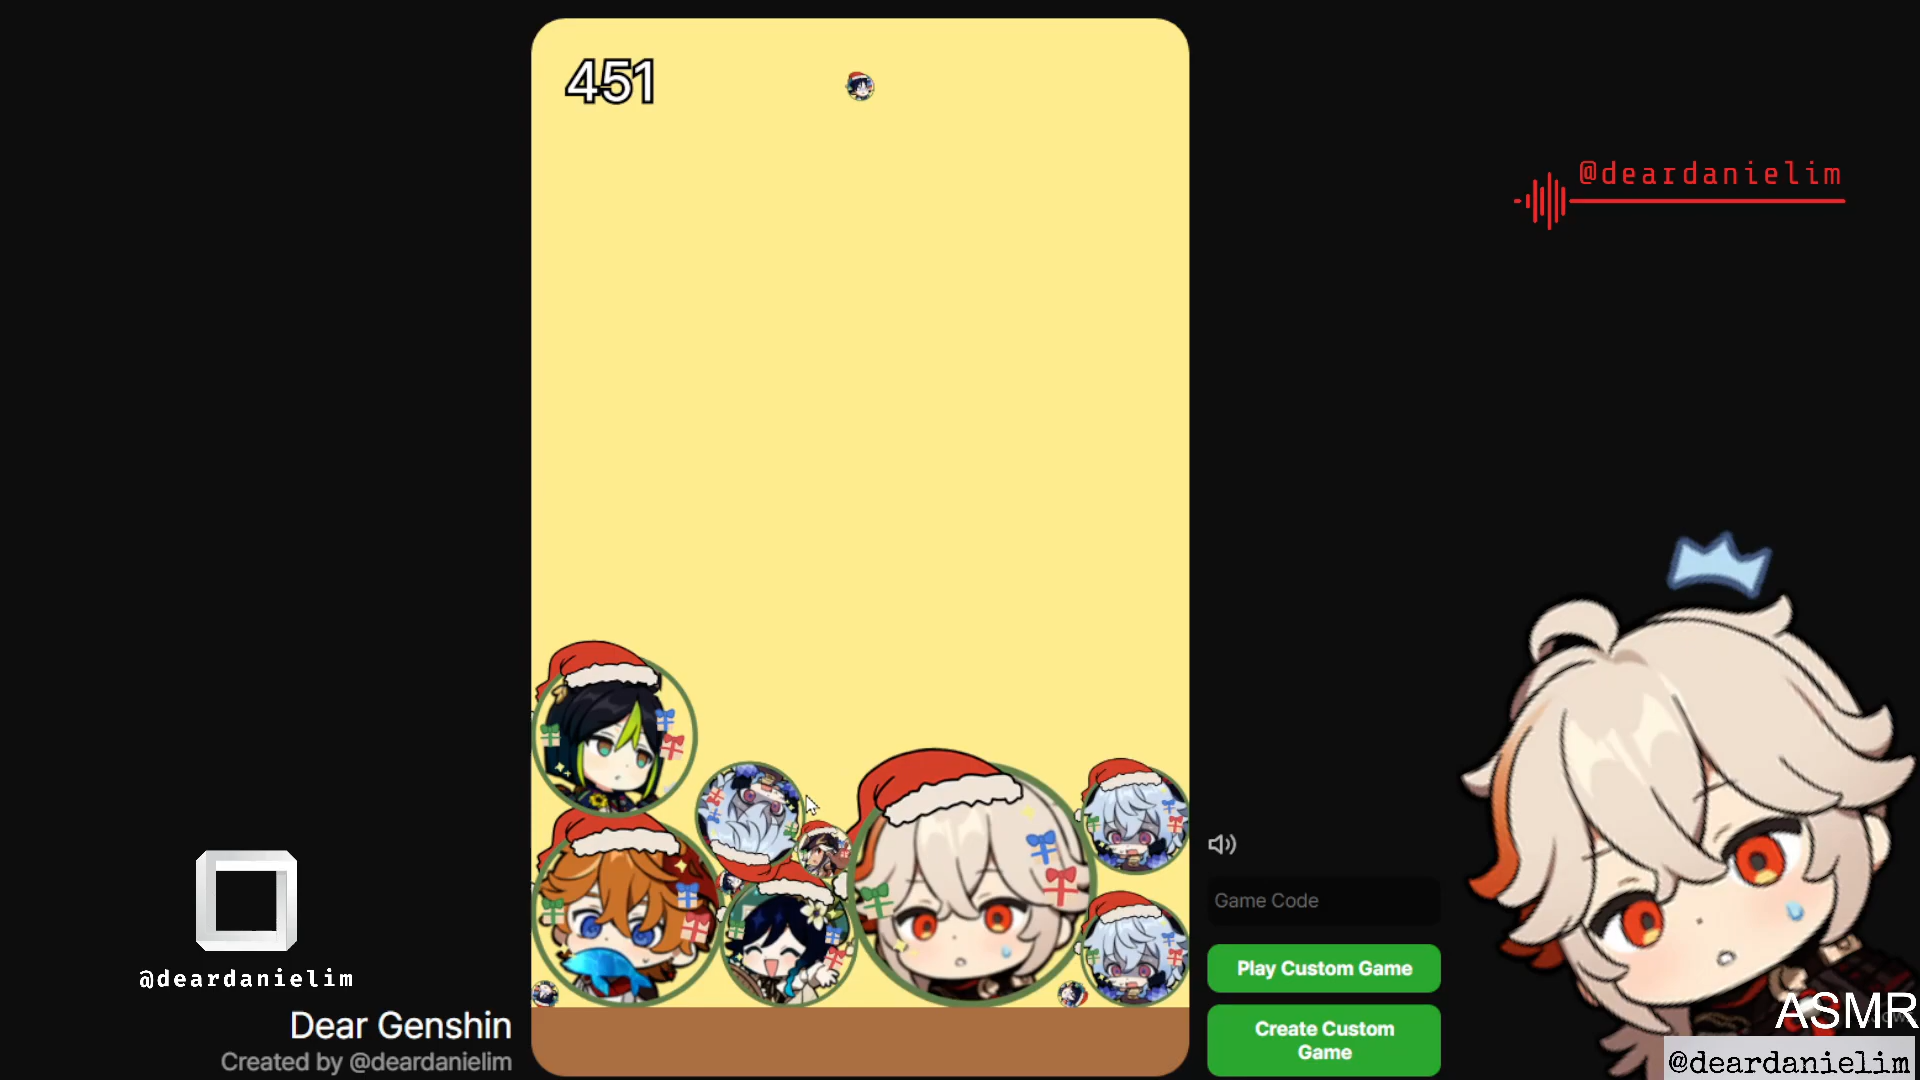 451
@deardanielim
@deardanielim
Dear Genshin
Created by @deardanielim
Game Code
Play Custom Game
Create Custom
Game
ASMR
@deardanielim